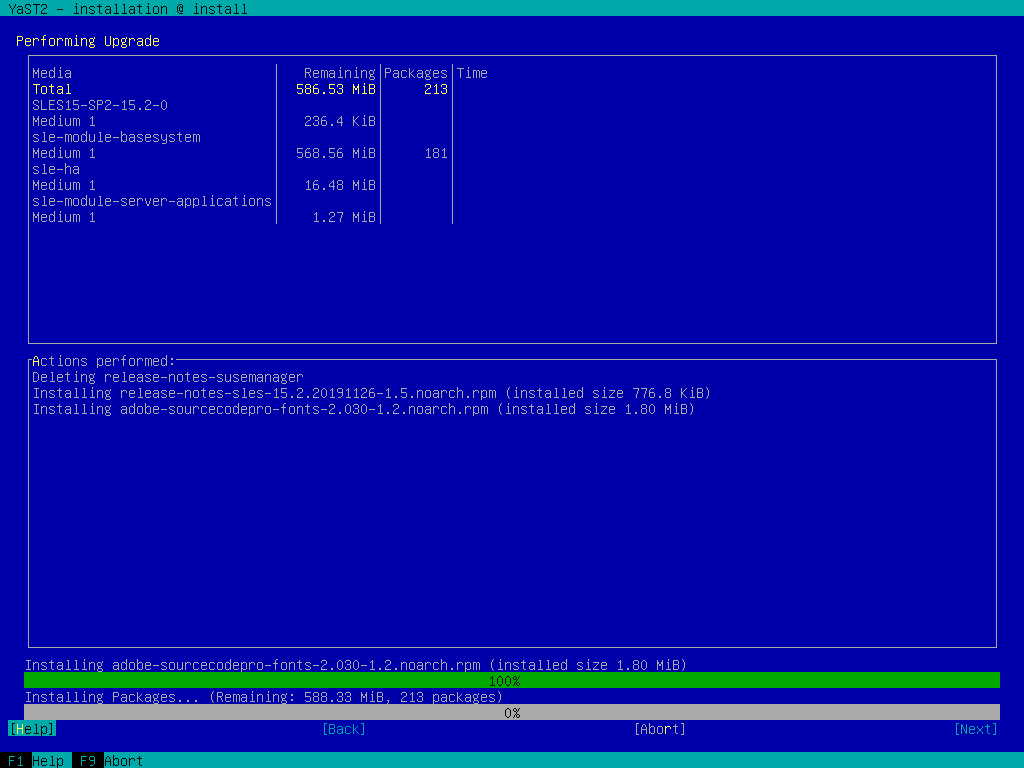 YaST2 - installation @ install
Performing Upgrade
Media Remaining Packages Time
Total 586.53 MiB 213
SLES15-SP2-15.2-0
Medium 1 236.4 KiB
sle-module-basesystem
Medium 1 568.56 MiB 181
sle-ha
Medium 1 16.48 MiB
sle-module-server-applications
Medium 1 1.27 MiB
Actions performed:
Deleting release-notes-susemanager
Installing release-notes-sles-15.2.20191126-1.5.noarch.rpm (installed size 776.8 KiB)
Installing adobe-sourcecodepro-fonts-2.030-1.2.noarch.rpm (installed size 1.80 MiB)
Installing adobe-sourcecodepro-fonts-2.030-1.2.noarch.rpm (installed size 1.80 MiB)
100%
Installing Packages... (Remaining: 588.33 MiB, 213 packages)
0%
[Help] [Back] [Abort] [Next]
F1 Help F9 Abort